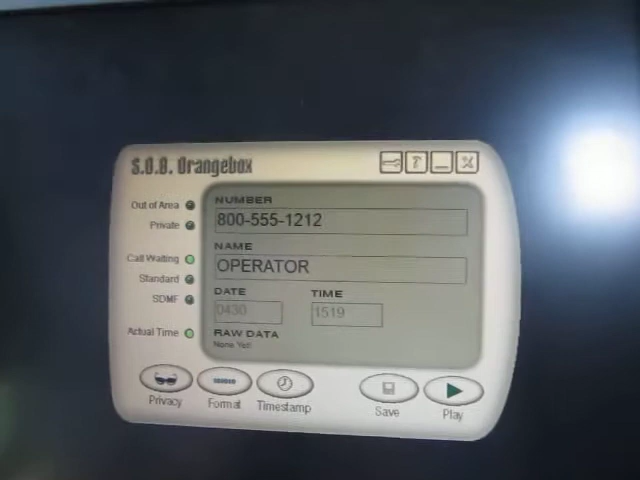 S.O.B. Orangebox
Out of Area
Private
Call Waiting
Standard
SDMF
Actual Time
NUMBER
800-555-1212
NAME
OPERATOR
DATE
TIME
0430
1519
RAW DATA
None Yet!
Privacy
Format
Timestamp
Save
Play